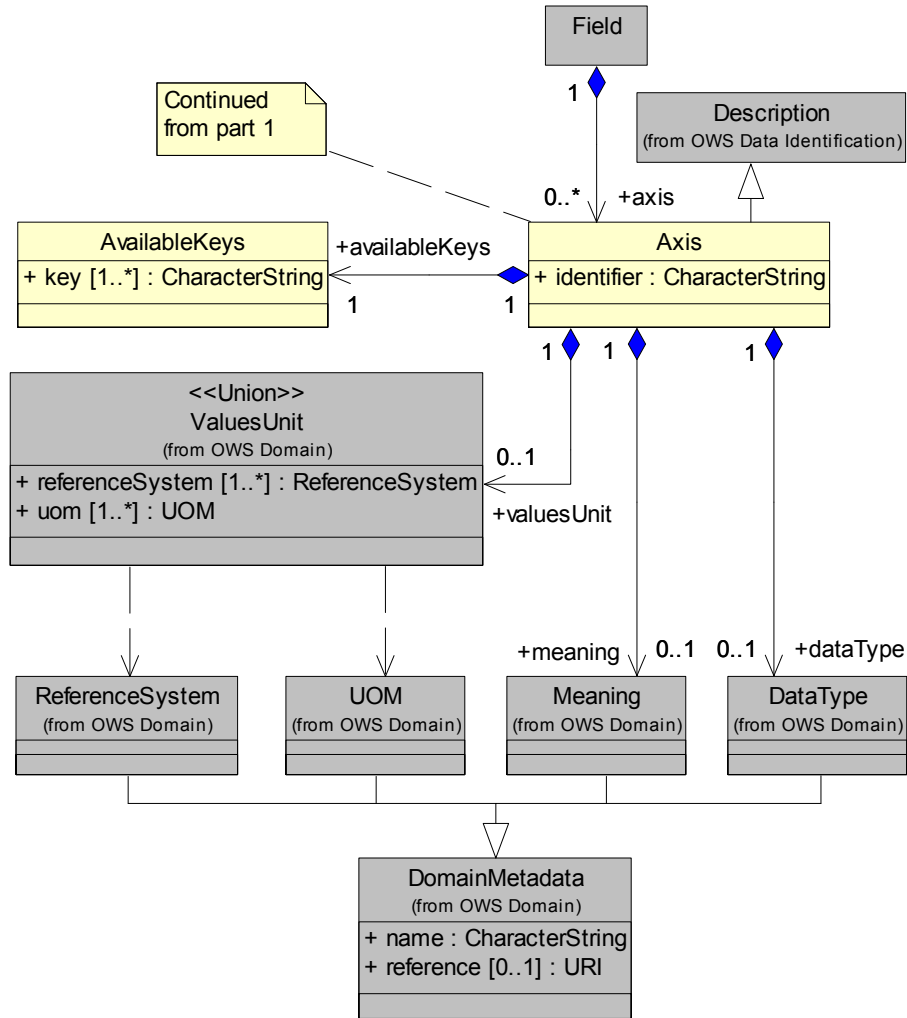 Field
1
Continued
from part 1
Description
(from OWS Data Identification)
0..*
+axis
AvailableKeys
+ key [1..*] : CharacterString
+availableKeys
1
1
Axis
+ identifier : CharacterString
1
1
1
<<Union>>
ValuesUnit
(from OWS Domain)
+ referenceSystem [1..*] : ReferenceSystem
+ uom [1..*] : UOM
0..1
+valuesUnit
+meaning
0..1
0..1
+dataType
ReferenceSystem
(from OWS Domain)
UOM
(from OWS Domain)
Meaning
(from OWS Domain)
DataType
(from OWS Domain)
DomainMetadata
(from OWS Domain)
+ name : CharacterString
+ reference [0..1] : URI